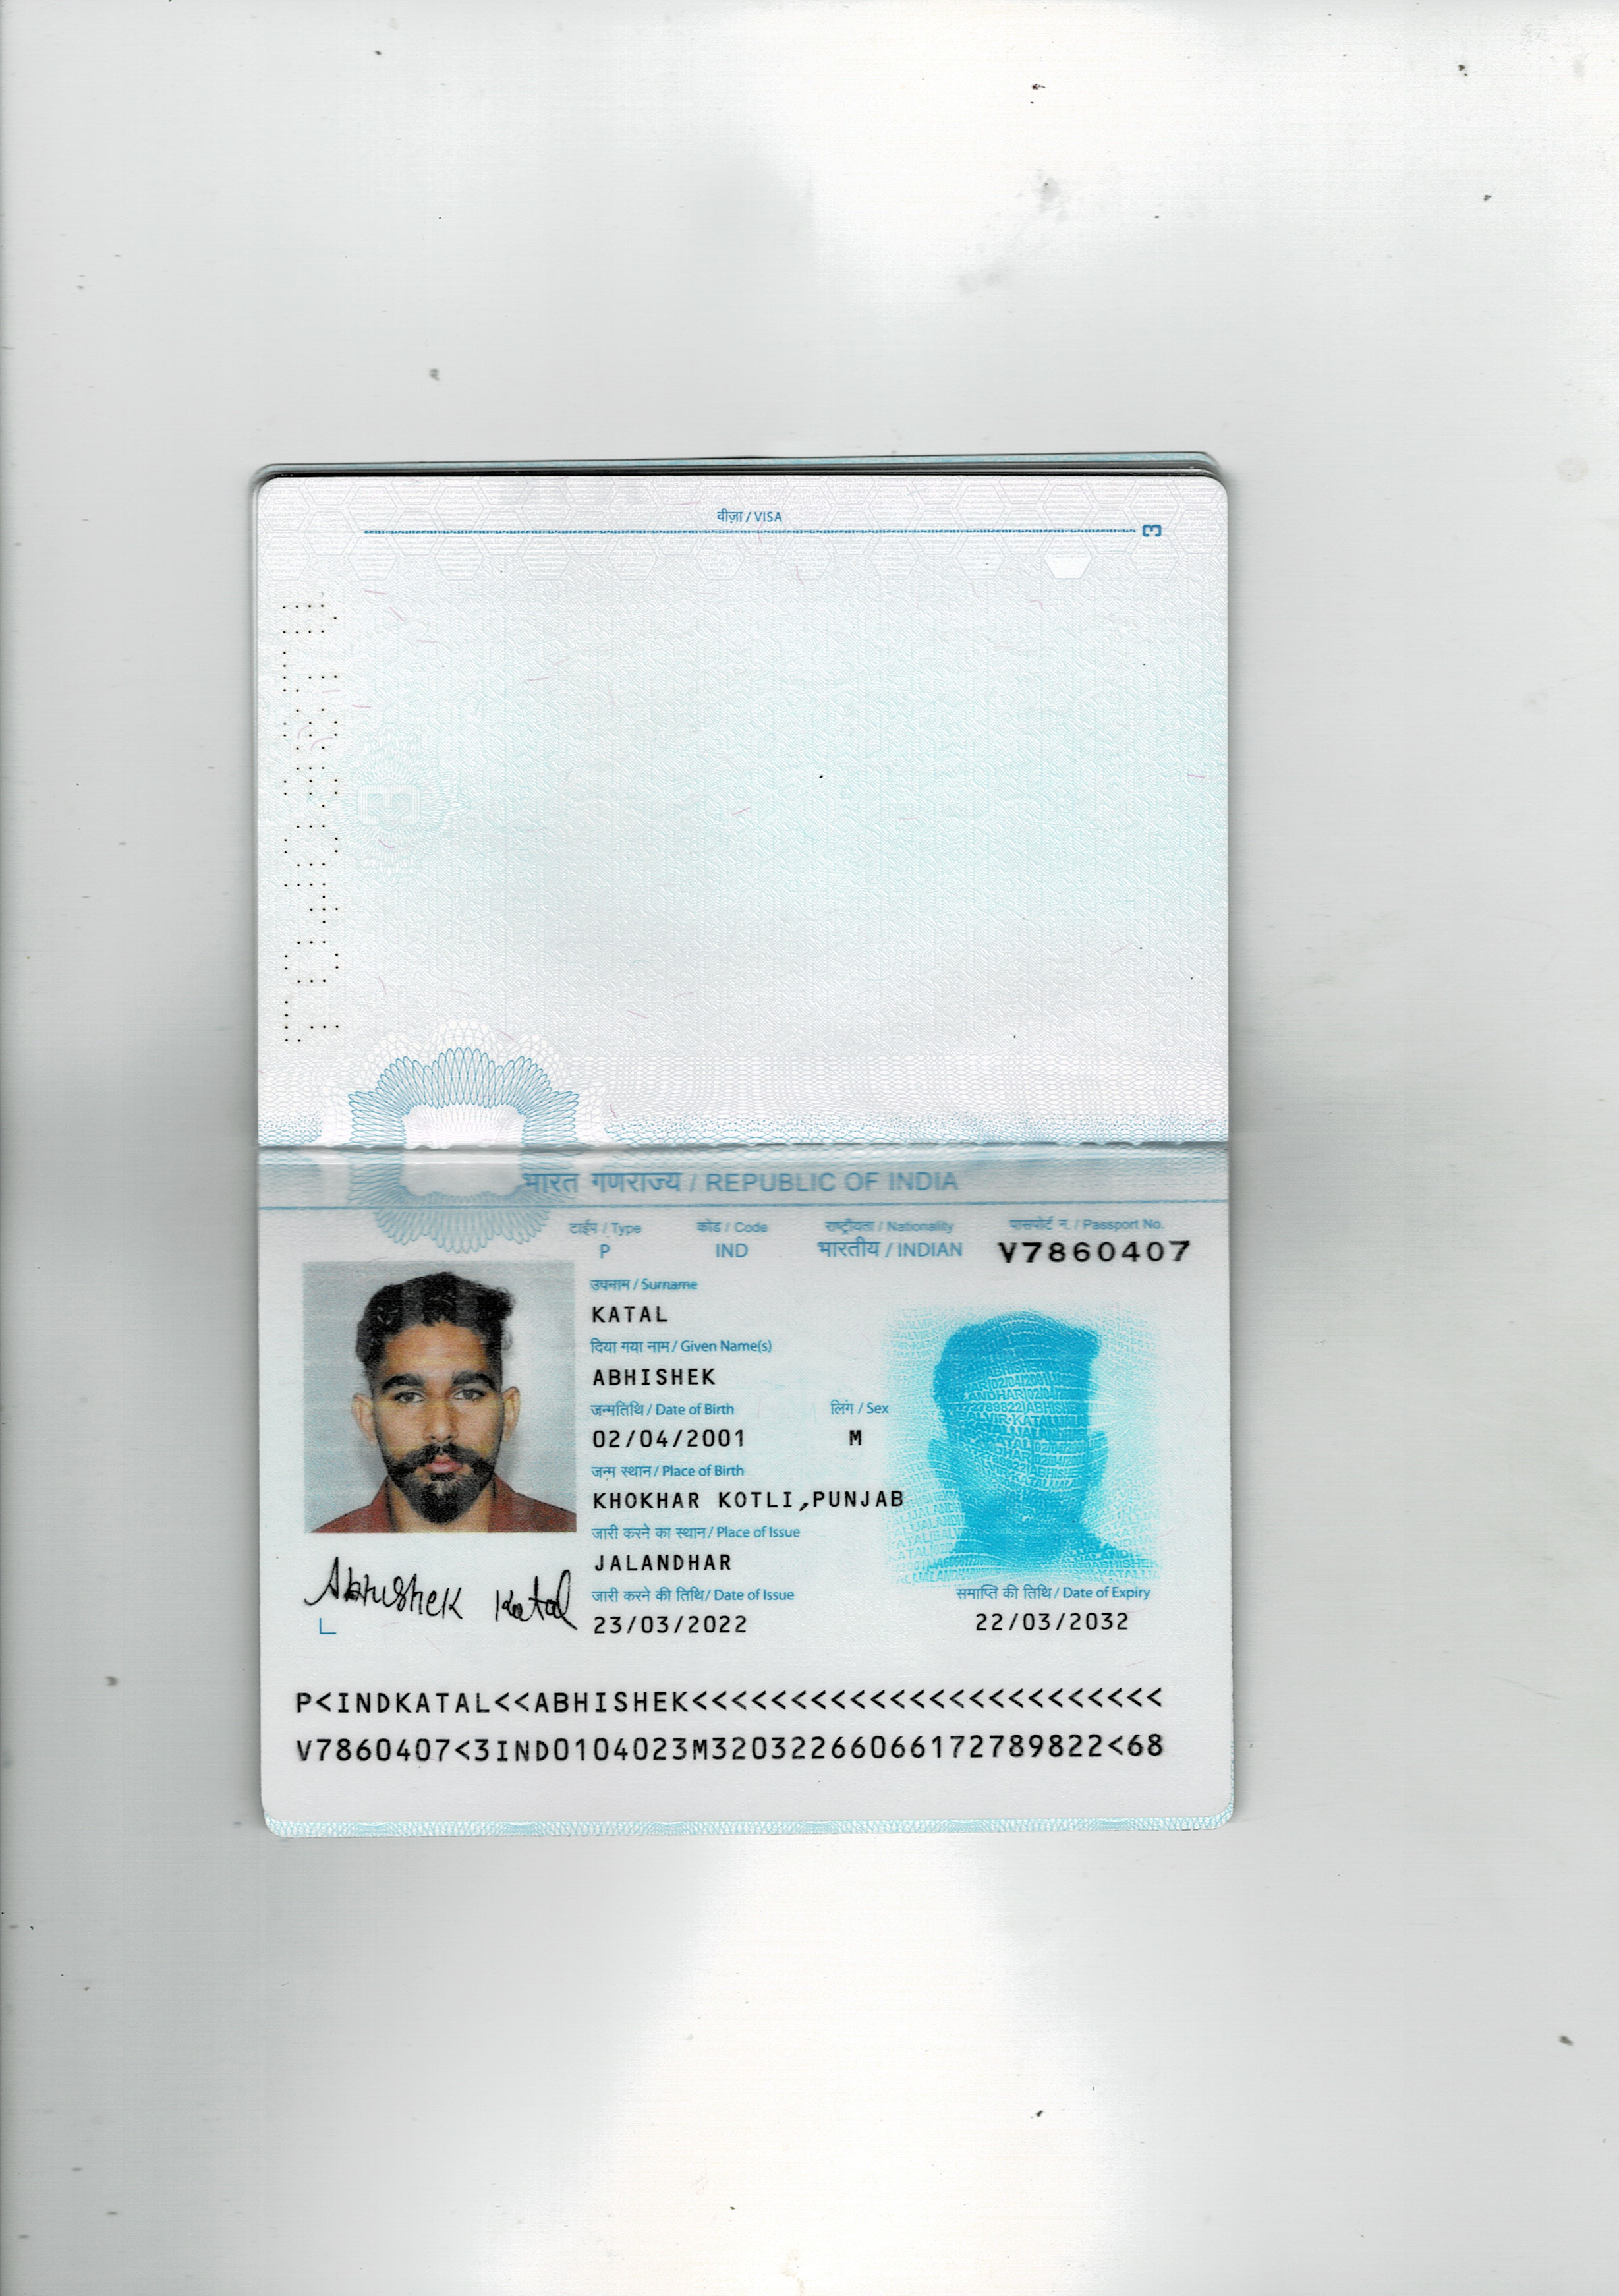 वीज़ा / VISA
3
भारत गणराज्य / REPUBLIC OF INDIA
टाईप / Type कोड / Code राष्ट्रीयता / Nationality पासपोर्ट न. / Passport No.
P IND भारतीय / INDIAN V7860407
उपनाम / Surname
KATAL
दिया गया नाम / Given Name(s)
ABHISHEK
जन्मतिथि / Date of Birth लिंग / Sex
02/04/2001 M
जन्म स्थान / Place of Birth
KHOKHAR KOTLI,PUNJAB
जारी करने का स्थान / Place of Issue
JALANDHAR
Abhishek Katal
जारी करने की तिथि / Date of Issue समाप्ति की तिथि / Date of Expiry
23/03/2022 22/03/2032
P<INDKATAL<<ABHISHEK<<<<<<<<<<<<<<<<<<<<<<<<
V7860407<3IND0104023M32032266066172789822<68